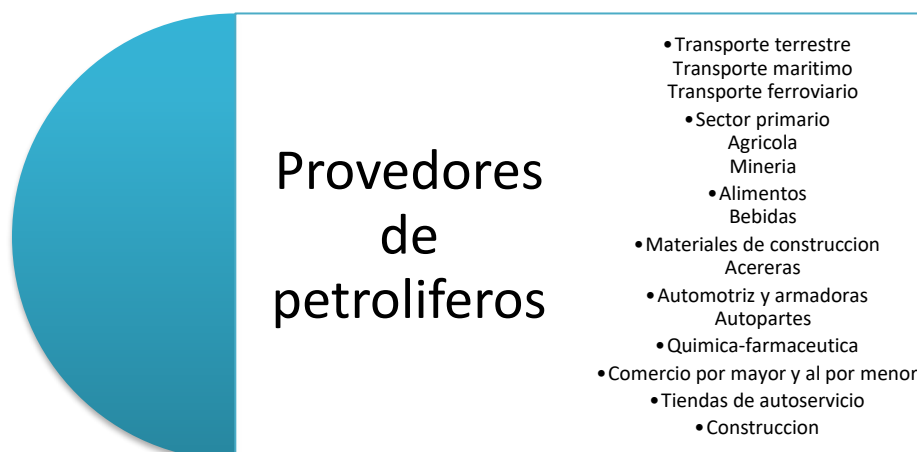 Provedores
de
petroliferos
•Transporte terrestre
Transporte maritimo
Transporte ferroviario
•Sector primario
Agricola
Mineria
•Alimentos
Bebidas
•Materiales de construccion
Acereras
•Automotriz y armadoras
Autopartes
•Quimica-farmaceutica
•Comercio por mayor y al por menor
•Tiendas de autoservicio
•Construccion